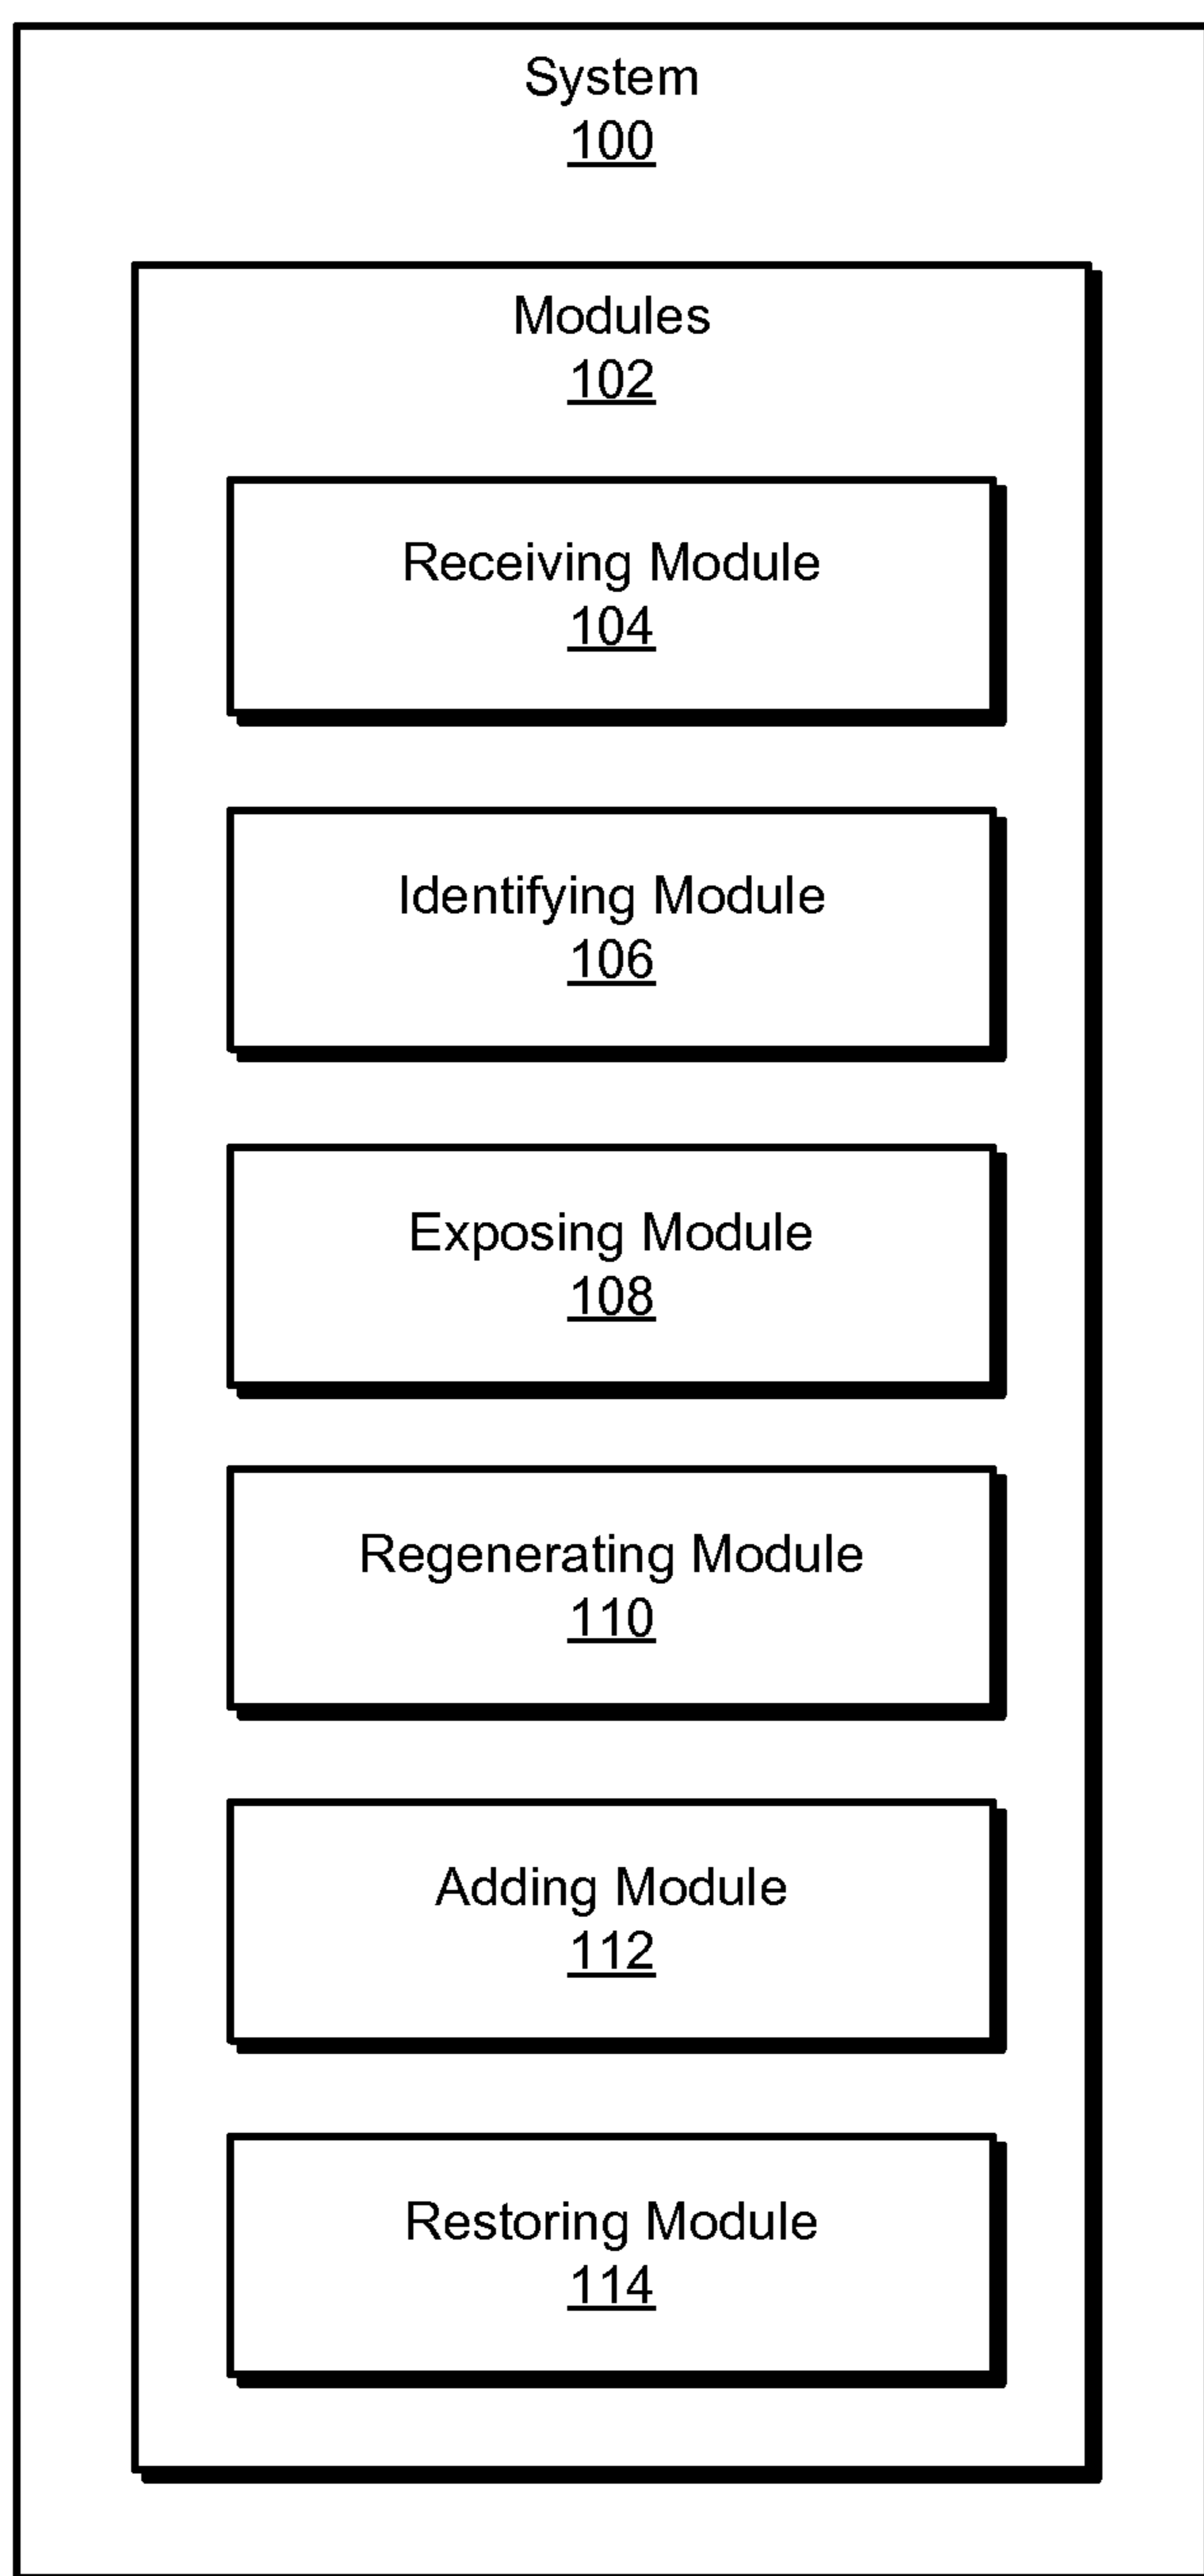 System
100
Modules
102
Receiving Module
104
Identifying Module
106
Exposing Module
108
Regenerating Module
110
Adding Module
112
Restoring Module
114